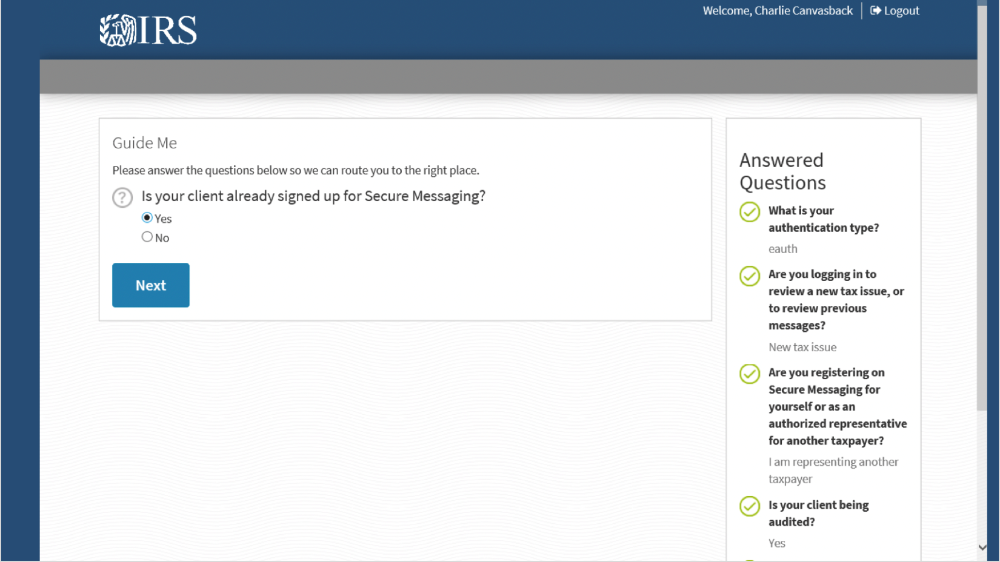 Welcome, Charlie Canvasback
Logout
IRS
Guide Me
Please answer the questions below so we can route you to the right place.
? Is your client already signed up for Secure Messaging?
Yes
No
Next
Answered
Questions
What is your
authentication type?
eauth
Are you logging in to
review a new tax issue, or
to review previous
messages?
New tax issue
Are you registering on
Secure Messaging for
yourself or as an
authorized representative
for another taxpayer?
I am representing another
taxpayer
Is your client being
audited?
Yes